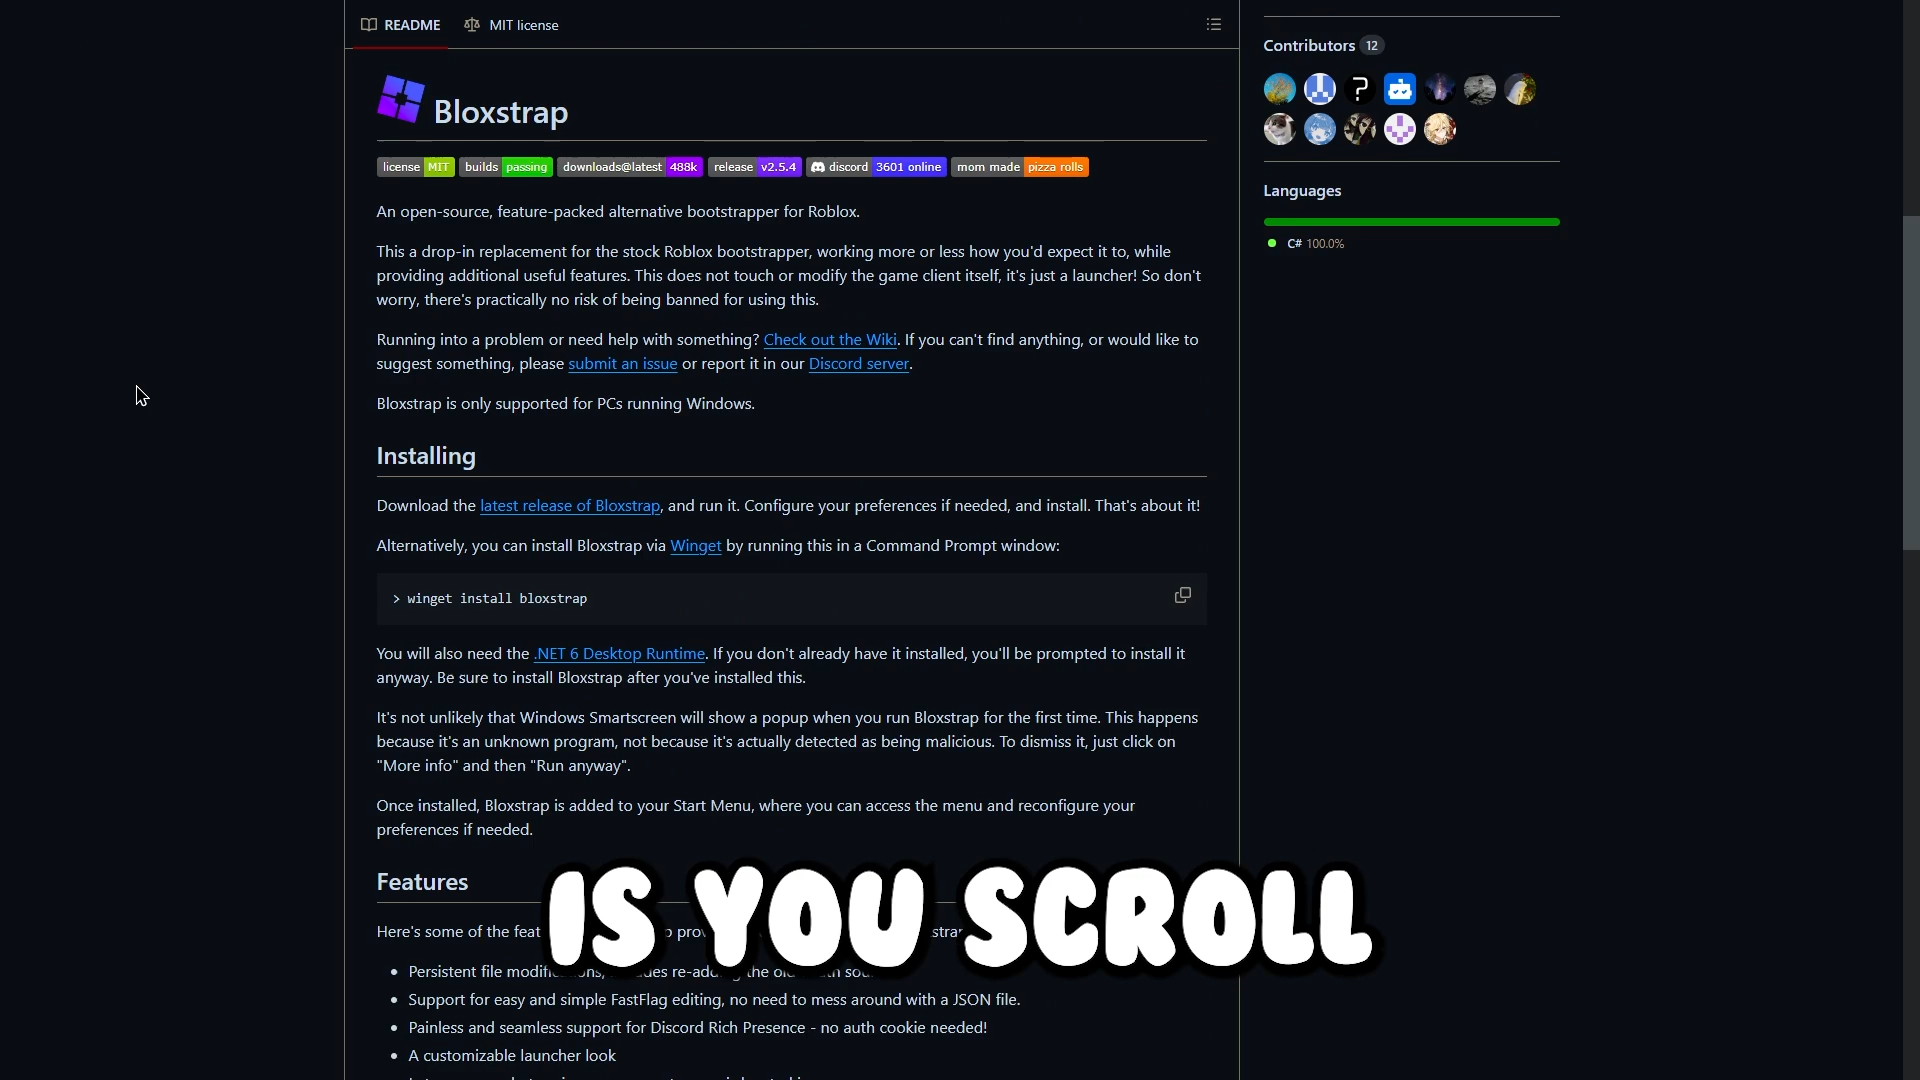 README
MIT license
Contributors 12
Bloxstrap
license MIT builds passing downloads@latest 488k release v2.5.4 discord 3601 online mom made pizza rolls
Languages
C# 100.0%
An open-source, feature-packed alternative bootstrapper for Roblox.
This a drop-in replacement for the stock Roblox bootstrapper, working more or less how you'd expect it to, while
providing additional useful features. This does not touch or modify the game client itself, it's just a launcher! So don't
worry, there's practically no risk of being banned for using this.
Running into a problem or need help with something? Check out the Wiki. If you can't find anything, or would like to
suggest something, please submit an issue or report it in our Discord server.
Bloxstrap is only supported for PCs running Windows.
Installing
Download the latest release of Bloxstrap, and run it. Configure your preferences if needed, and install. That's about it!
Alternatively, you can install Bloxstrap via Winget by running this in a Command Prompt window:
> winget install bloxstrap
You will also need the .NET 6 Desktop Runtime. If you don't already have it installed, you'll be prompted to install it
anyway. Be sure to install Bloxstrap after you've installed this.
It's not unlikely that Windows Smartscreen will show a popup when you run Bloxstrap for the first time. This happens
because it's an unknown program, not because it's actually detected as being malicious. To dismiss it, just click on
"More info" and then "Run anyway".
Once installed, Bloxstrap is added to your Start Menu, where you can access the menu and reconfigure your
preferences if needed.
Features
IS YOU SCROLL
Here's some of the
Persistent file
the
Support for easy and simple FastFlag editing, no need to mess around with a JSON file.
Painless and seamless support for Discord Rich Presence - no auth cookie needed!
A customizable launcher look